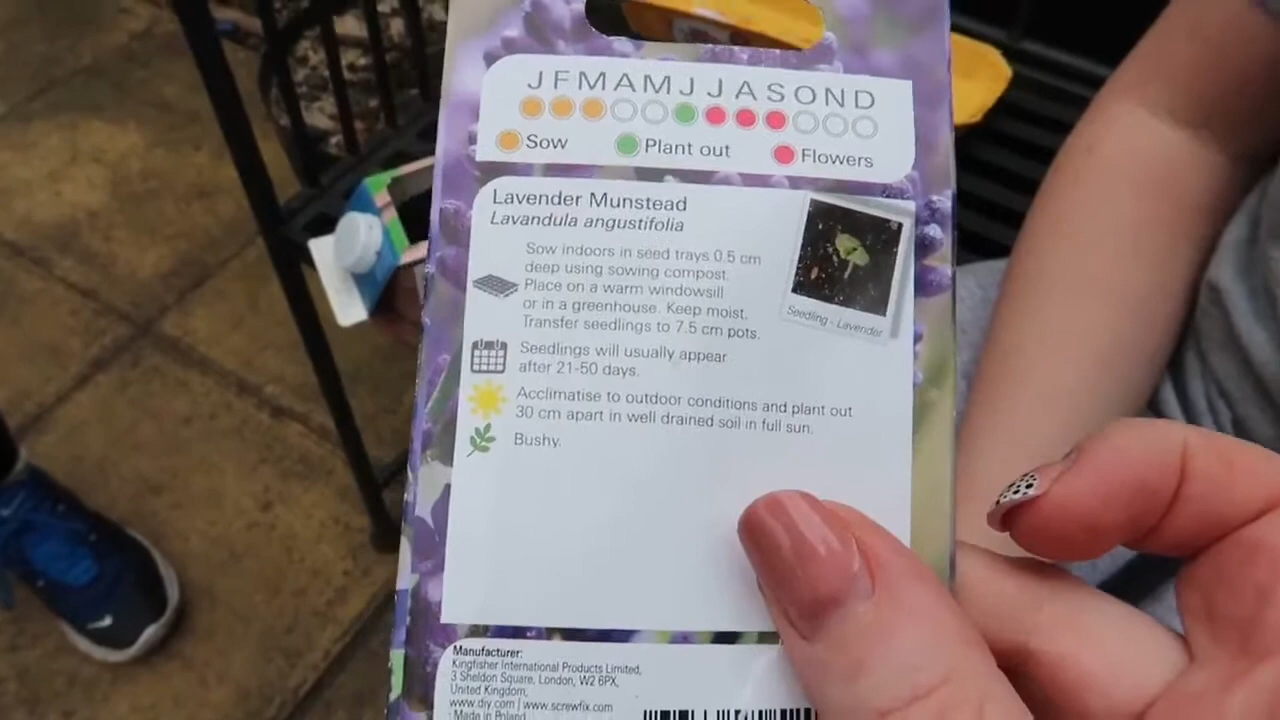 J F M A M J J A S O N D
Sow Plant out Flowers
Lavender Munstead
Lavandula angustifolia
Sow indoors in seed trays 0.5 cm
deep using sowing compost.
Place on a warm windowsill
or in a greenhouse. Keep moist.
Transfer seedlings to 7.5 cm pots.
Seedling - Lavender
Seedlings will usually appear
after 21-50 days.
Acclimatise to outdoor conditions and plant out
30 cm apart in well drained soil in full sun.
Bushy.
Manufacturer:
Kingfisher International Products Limited,
3 Sheldon Square, London, W2 6PX,
United Kingdom,
www.diy.com | www.screwfix.com
Made in Poland